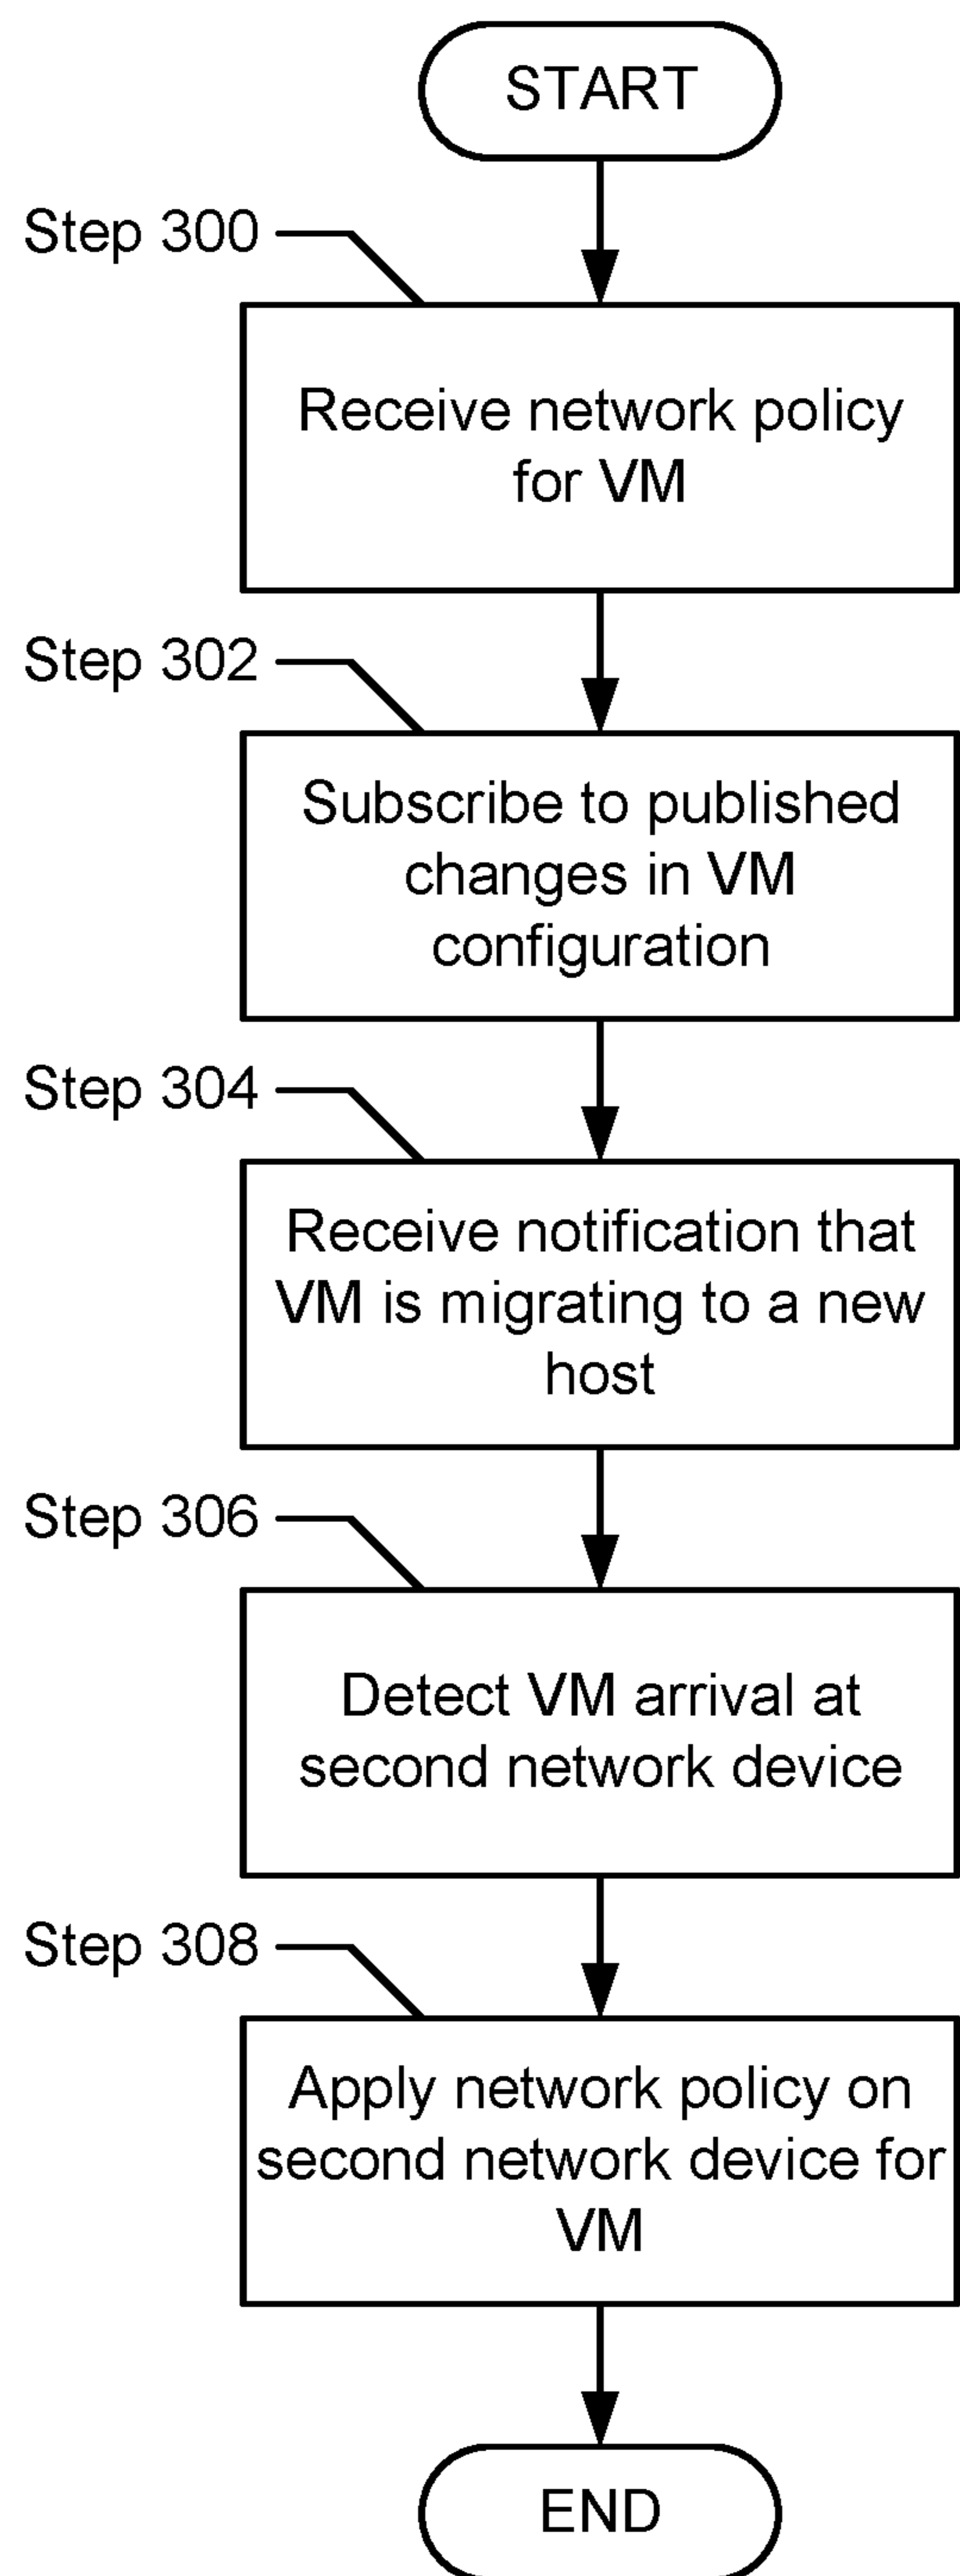 START
Step 300
Receive network policy
for VM
Step 302
Subscribe to published
changes in VM
configuration
Step 304
Receive notification that
VM is migrating to a new
host
Step 306
Detect VM arrival at
second network device
Step 308
Apply network policy on
second network device for
VM
END